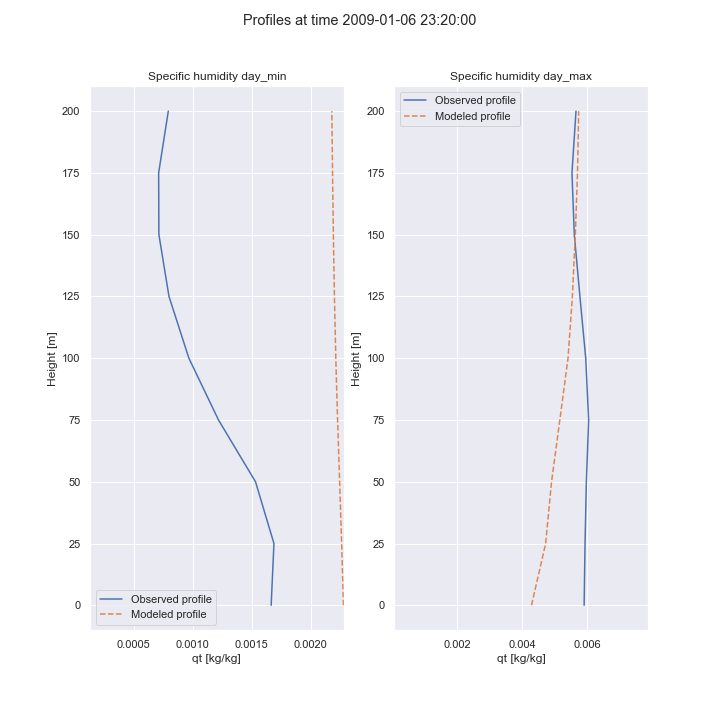 Profiles at time 2009-01-06 23:20:00
Specific humidity day_min
200
175
150
125
100
75
50
25
0
Height [m]
Observed profile
Modeled profile
0.0005 0.0010 0.0015 0.0020
qt [kg/kg]
Specific humidity day_max
Observed profile
Modeled profile
200
175
150
125
100
75
50
25
0
Height [m]
0.002 0.004 0.006
qt [kg/kg]